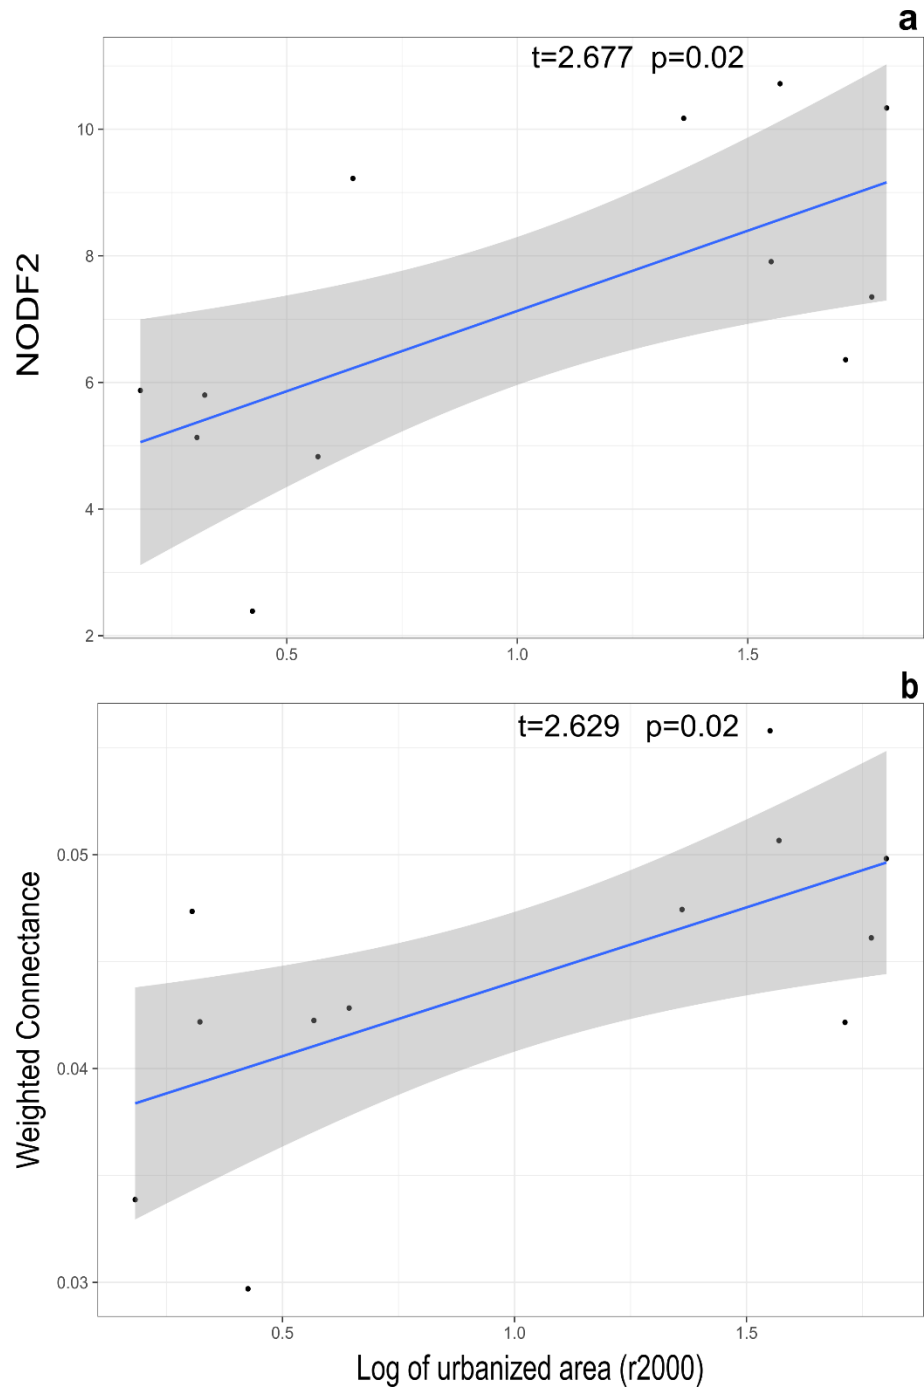 a
t=2.677 p=0.02
NODF2
10
8
6
4
2
0.5 1.0 1.5
b
t=2.629 p=0.02
Weighted Connectance
0.05
0.04
0.03
0.5 1.0 1.5
Log of urbanized area (r2000)